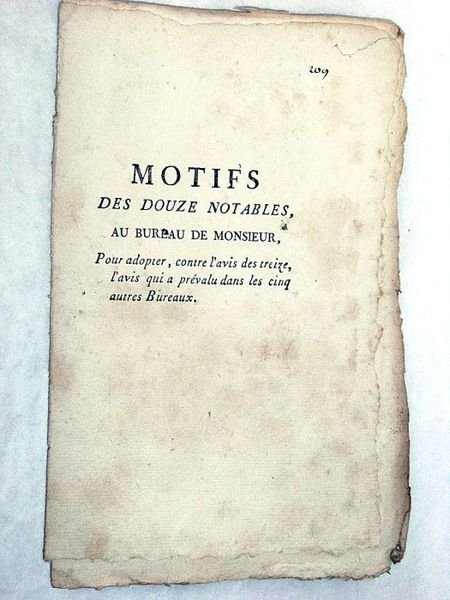 209
MOTIFS
DES DOUZE NOTABLES,
AU BUREAU DE MONSIEUR,
Pour adopter, contre l'avis des treize,
l'avis qui a prévalu dans les cinq
autres Bureaux.